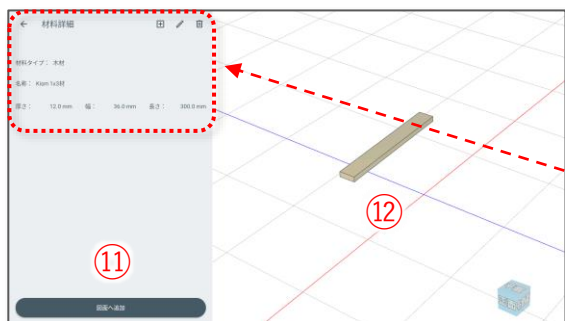 材料詳細
材料タイプ： 木材
名称： Kism 1x3材
厚さ： 12.0 mm 幅： 36.0 mm 長さ： 300.0 mm
⑫
⑪
図面へ追加